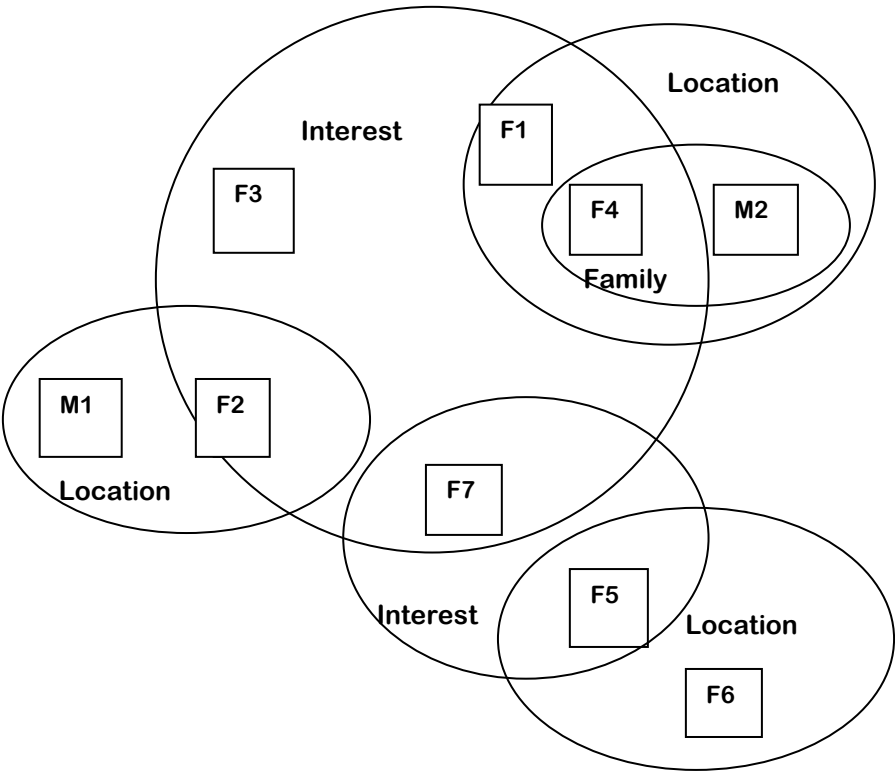 Location
Interest
F1
F3
F4
M2
Family
M1
F2
Location
F7
Interest
F5
Location
F6